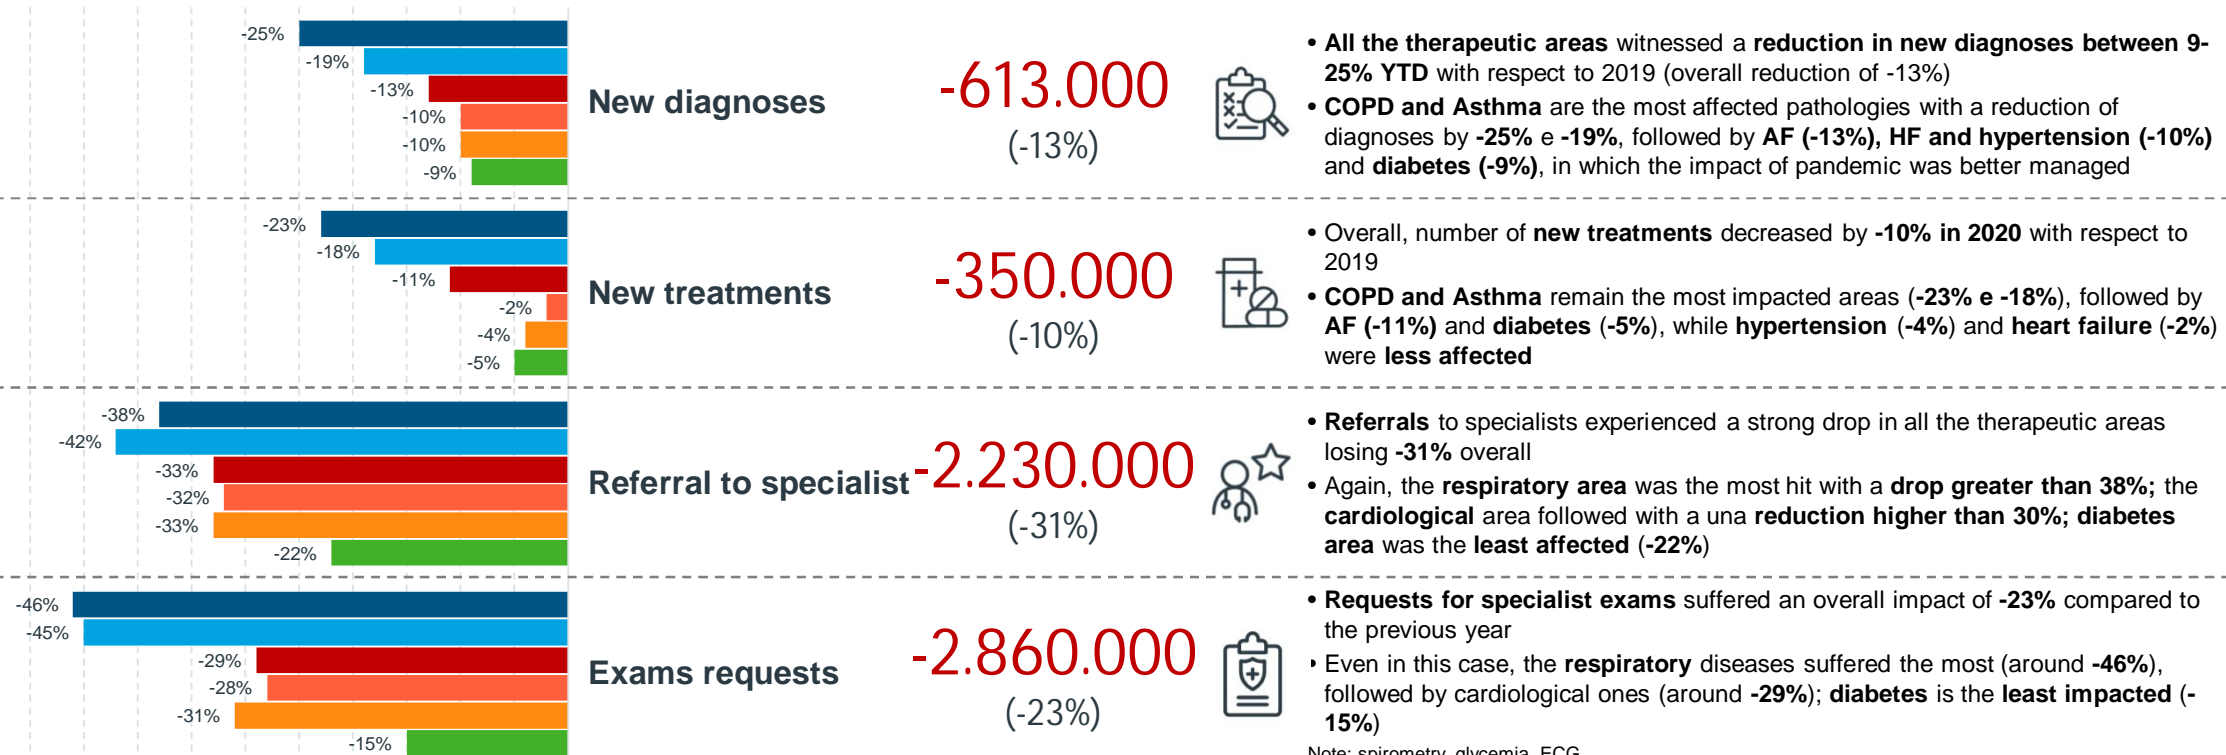 -25%
-19%
-13%
-10%
-10%
-9%
New diagnoses
-613.000
(-13%)
• All the therapeutic areas witnessed a reduction in new diagnoses between 9-
25% YTD with respect to 2019 (overall reduction of -13%)
• COPD and Asthma are the most affected pathologies with a reduction of
diagnoses by -25% e -19%, followed by AF (-13%), HF and hypertension (-10%)
and diabetes (-9%), in which the impact of pandemic was better managed
-23%
-18%
-11%
-2%
-4%
-5%
New treatments
-350.000
(-10%)
• Overall, number of new treatments decreased by -10% in 2020 with respect to
2019
• COPD and Asthma remain the most impacted areas (-23% e -18%), followed by
AF (-11%) and diabetes (-5%), while hypertension (-4%) and heart failure (-2%)
were less affected
-38%
-42%
-33%
-32%
-33%
-22%
Referral to specialist
-2.230.000
(-31%)
• Referrals to specialists experienced a strong drop in all the therapeutic areas
losing -31% overall
• Again, the respiratory area was the most hit with a drop greater than 38%; the
cardiological area followed with a una reduction higher than 30%; diabetes
area was the least affected (-22%)
-46%
-45%
-29%
-28%
-31%
-15%
Exams requests
-2.860.000
(-23%)
• Requests for specialist exams suffered an overall impact of -23% compared to
the previous year
• Even in this case, the respiratory diseases suffered the most (around -46%),
followed by cardiological ones (around -29%); diabetes is the least impacted (-
15%)
Note: spirometry, glycemia, ECG